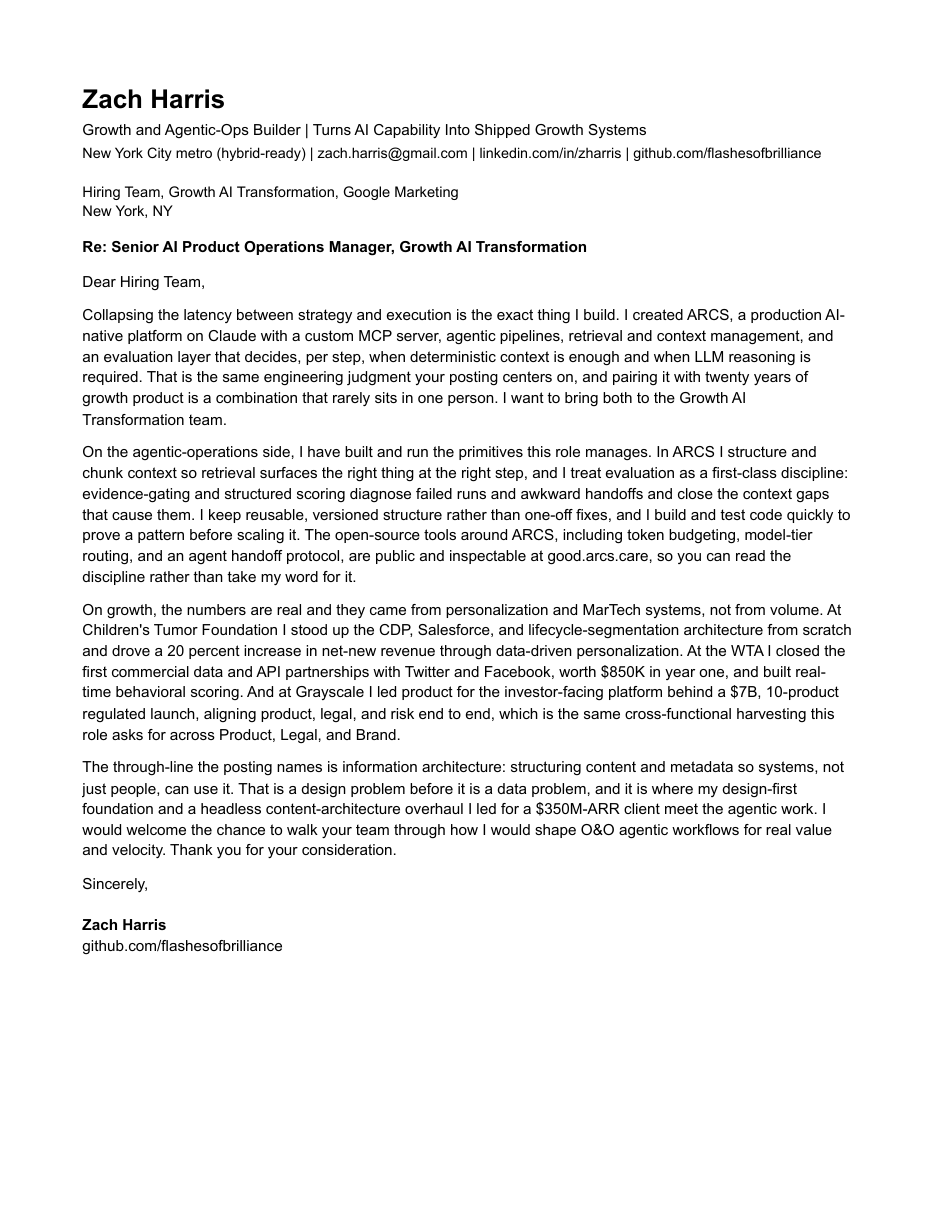 Zach Harris
Growth and Agentic-Ops Builder | Turns AI Capability Into Shipped Growth Systems
New York City metro (hybrid-ready) | zach.harris@gmail.com | linkedin.com/in/zharris | github.com/flashesofbrilliance
Hiring Team, Growth AI Transformation, Google Marketing
New York, NY
Re: Senior AI Product Operations Manager, Growth AI Transformation
Dear Hiring Team,
Collapsing the latency between strategy and execution is the exact thing I build. I created ARCS, a production AI-
native platform on Claude with a custom MCP server, agentic pipelines, retrieval and context management, and
an evaluation layer that decides, per step, when deterministic context is enough and when LLM reasoning is
required. That is the same engineering judgment your posting centers on, and pairing it with twenty years of
growth product is a combination that rarely sits in one person. I want to bring both to the Growth AI
Transformation team.
On the agentic-operations side, I have built and run the primitives this role manages. In ARCS I structure and
chunk context so retrieval surfaces the right thing at the right step, and I treat evaluation as a first-class discipline:
evidence-gating and structured scoring diagnose failed runs and awkward handoffs and close the context gaps
that cause them. I keep reusable, versioned structure rather than one-off fixes, and I build and test code quickly to
prove a pattern before scaling it. The open-source tools around ARCS, including token budgeting, model-tier
routing, and an agent handoff protocol, are public and inspectable at good.arcs.care, so you can read the
discipline rather than take my word for it.
On growth, the numbers are real and they came from personalization and MarTech systems, not from volume. At
Children's Tumor Foundation I stood up the CDP, Salesforce, and lifecycle-segmentation architecture from scratch
and drove a 20 percent increase in net-new revenue through data-driven personalization. At the WTA I closed the
first commercial data and API partnerships with Twitter and Facebook, worth $850K in year one, and built real-
time behavioral scoring. And at Grayscale I led product for the investor-facing platform behind a $7B, 10-product
regulated launch, aligning product, legal, and risk end to end, which is the same cross-functional harvesting this
role asks for across Product, Legal, and Brand.
The through-line the posting names is information architecture: structuring content and metadata so systems, not
just people, can use it. That is a design problem before it is a data problem, and it is where my design-first
foundation and a headless content-architecture overhaul I led for a $350M-ARR client meet the agentic work. I
would welcome the chance to walk your team through how I would shape O&O agentic workflows for real value
and velocity. Thank you for your consideration.
Sincerely,
Zach Harris
github.com/flashesofbrilliance